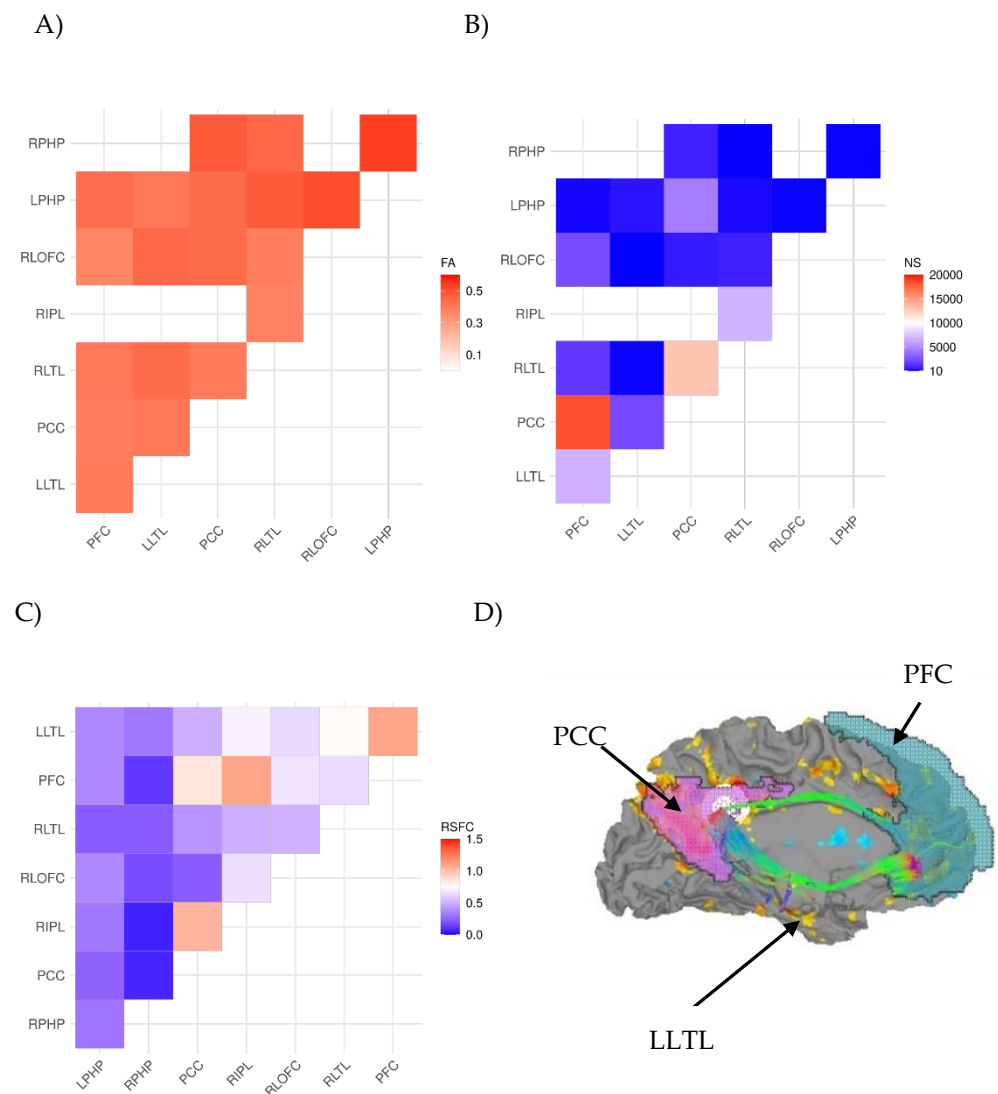 A)
B)
RPHP
LPHP
RLOFC
RIPL
RLTL
PCC
LLTL
PFC
LLTL
PCC
RLTL
RLOFC
LPHP
FA
0.5
0.3
0.1
RPHP
LPHP
RLOFC
RIPL
RLTL
PCC
LLTL
PFC
LLTL
PCC
RLTL
RLOFC
LPHP
NS
20000
15000
10000
5000
10
C)
D)
LLTL
PFC
RLTL
RLOFC
RIPL
PCC
RPHP
LPHP
RPHP
PCC
RIPL
RLOFC
RLTL
PFC
RSFC
1.5
1.0
0.5
0.0
PFC
PCC
LLTL